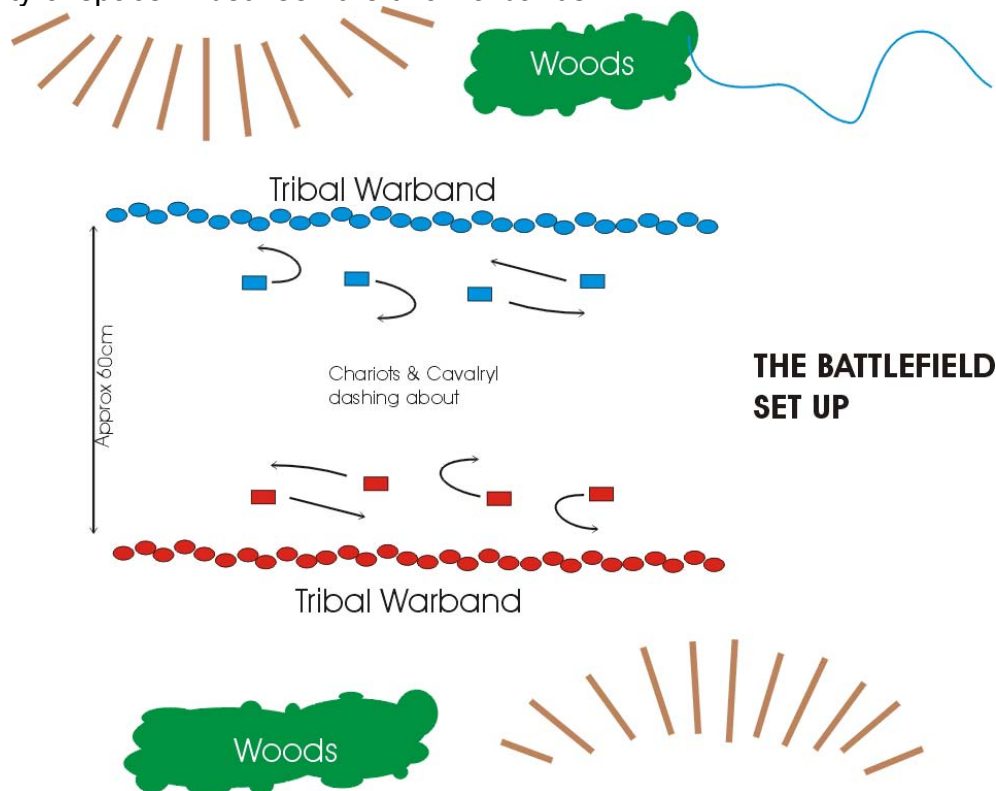 Woods
Tribal Warband
Approx 60cm
Chariots & Cavalryl
dashing about
THE BATTLEFIELD
SET UP
Tribal Warband
Woods